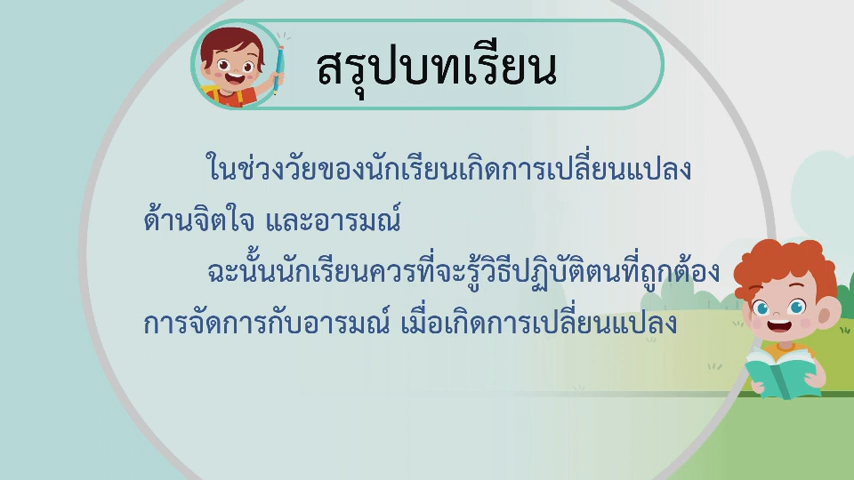 สรุปบทเรียน
ในช่วงวัยของนักเรียนเกิดการเปลี่ยนแปลง
ด้านจิตใจ และอารมณ์
ฉะนั้นนักเรียนควรที่จะรู้วิธีปฏิบัติตนที่ถูกต้อง
การจัดการกับอารมณ์ เมื่อเกิดการเปลี่ยนแปลง